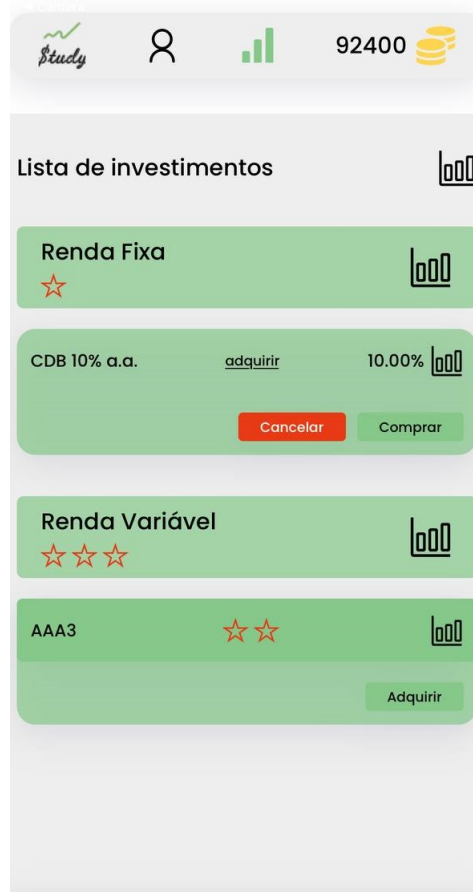 $tudy
92400
Lista de investimentos
Renda Fixa
CDB 10% a.a. adquirir 10.00%
Cancelar Comprar
Renda Variável
AAA3
Adquirir